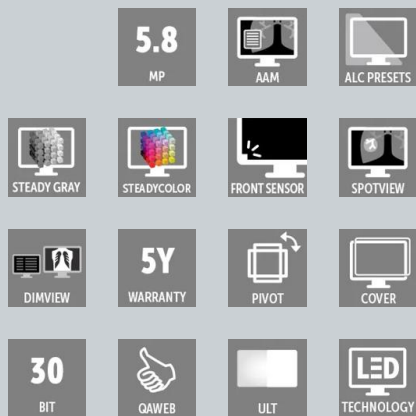 5.8
MP
AAM
ALC PRESETS
STEADY GRAY
STEADYCOLOR
FRONT SENSOR
SPOTVIEW
DIMVIEW
5Y
WARRANTY
PIVOT
COVER
30
BIT
QAWEB
ULT
LED
TECHNOLOGY